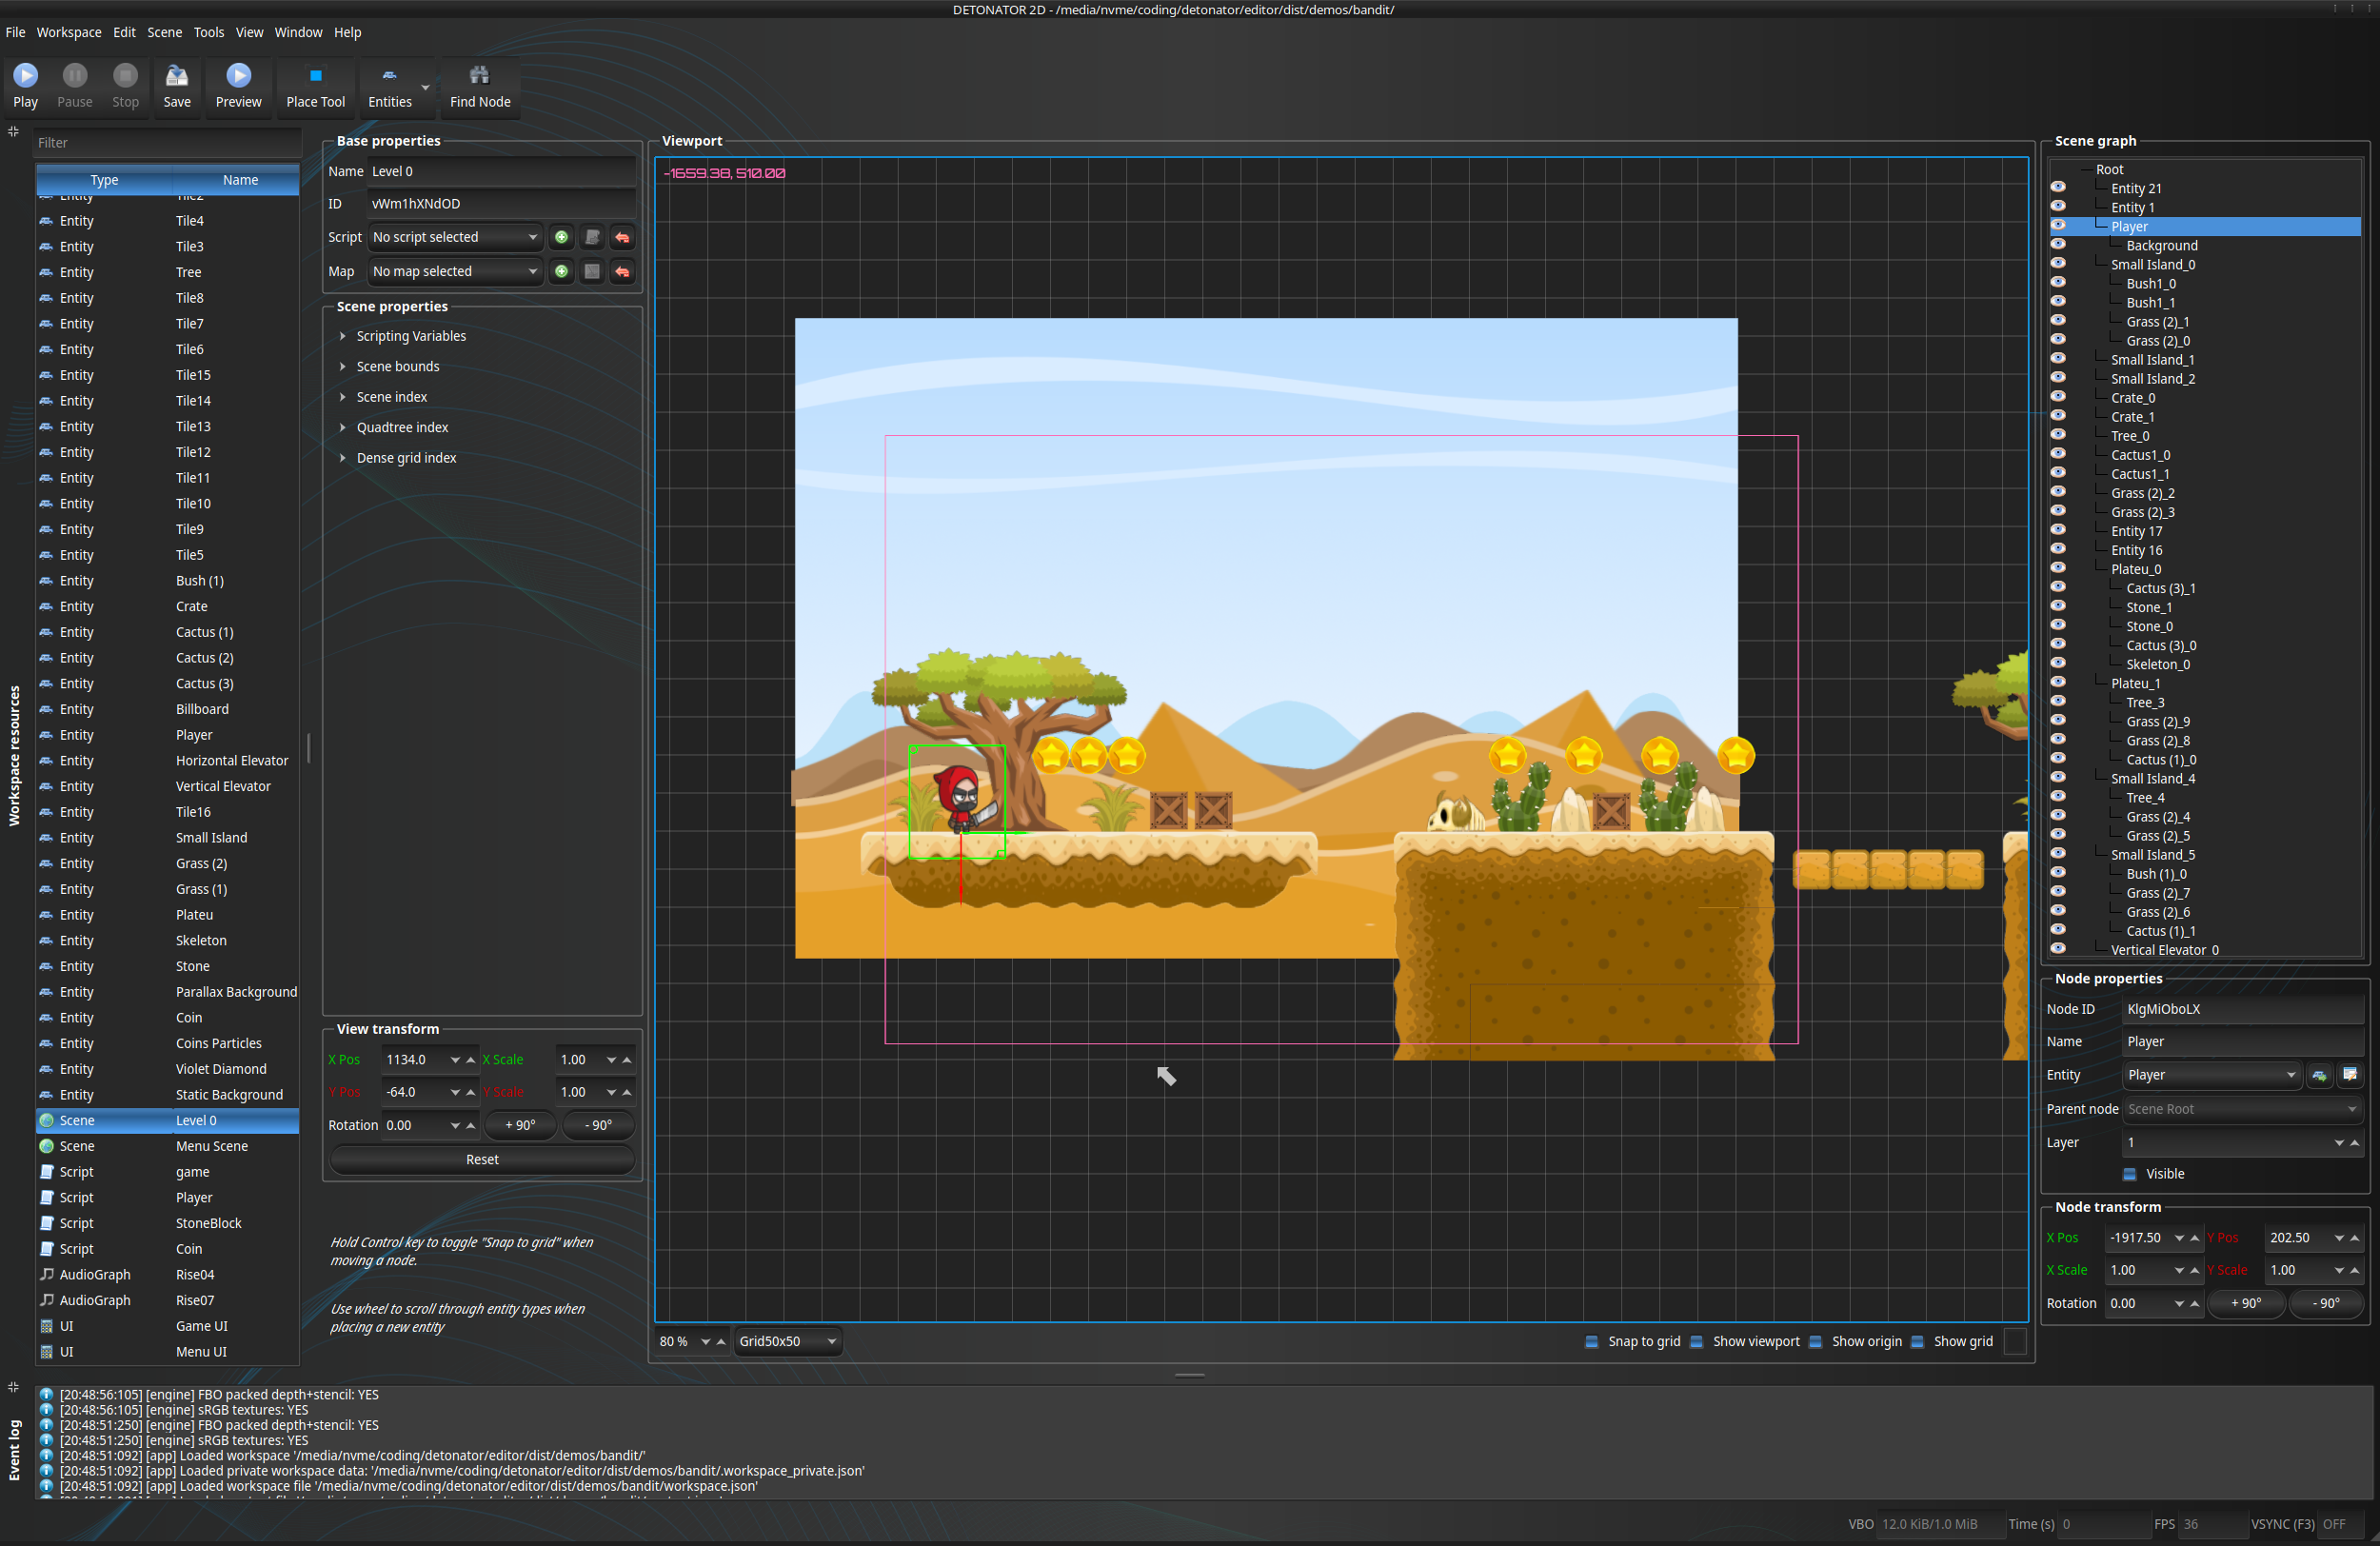 DETONATOR 2D - /media/nvme/coding/detonator/editor/dist/demos/bandit/
File Workspace Edit Scene Tools View Window Help
Play Pause Stop Save Preview Place Tool Entities Find Node
Workspace resources
Filter
Type Name
Entity Tile2
Entity Tile4
Entity Tile3
Entity Tree
Entity Tile8
Entity Tile7
Entity Tile6
Entity Tile15
Entity Tile14
Entity Tile13
Entity Tile12
Entity Tile11
Entity Tile10
Entity Tile9
Entity Tile5
Entity Bush (1)
Entity Crate
Entity Cactus (1)
Entity Cactus (2)
Entity Cactus (3)
Entity Billboard
Entity Player
Entity Horizontal Elevator
Entity Vertical Elevator
Entity Tile16
Entity Small Island
Entity Grass (2)
Entity Grass (1)
Entity Plateu
Entity Skeleton
Entity Stone
Entity Parallax Background
Entity Coin
Entity Coins Particles
Entity Violet Diamond
Entity Static Background
Scene Level 0
Scene Menu Scene
Script game
Script Player
Script StoneBlock
Script Coin
AudioGraph Rise04
AudioGraph Rise07
UI Game UI
UI Menu UI
Base properties
Name Level 0
ID vWm1hXNdOD
Script No script selected
Map No map selected
Scene properties
Scripting Variables
Scene bounds
Scene index
Quadtree index
Dense grid index
View transform
X Pos 1134.0 X Scale 1.00
Y Pos -64.0 Y Scale 1.00
Rotation 0.00 + 90° - 90°
Reset
Hold Control key to toggle "Snap to grid" when
moving a node.
Use wheel to scroll through entity types when
placing a new entity
Viewport
-1659.38, 510.00
80 % Grid50x50 Snap to grid Show viewport Show origin Show grid
Scene graph
Root
Entity 21
Entity 1
Player
Background
Small Island_0
Bush1_0
Bush1_1
Grass (2)_1
Grass (2)_0
Small Island_1
Small Island_2
Crate_0
Crate_1
Tree_0
Cactus1_0
Cactus1_1
Grass (2)_2
Grass (2)_3
Entity 17
Entity 16
Plateu_0
Cactus (3)_1
Stone_1
Stone_0
Cactus (3)_0
Skeleton_0
Plateu_1
Tree_3
Grass (2)_9
Grass (2)_8
Cactus (1)_0
Small Island_4
Tree_4
Grass (2)_4
Grass (2)_5
Small Island_5
Bush (1)_0
Grass (2)_7
Grass (2)_6
Cactus (1)_1
Vertical Elevator_0
Node properties
Node ID KlgMiOboLX
Name Player
Entity Player
Parent node Scene Root
Layer 1
Visible
Node transform
X Pos -1917.50 Y Pos 202.50
X Scale 1.00 Y Scale 1.00
Rotation 0.00 + 90° - 90°
Event log
[20:48:56:105] [engine] FBO packed depth+stencil: YES
[20:48:56:105] [engine] sRGB textures: YES
[20:48:51:250] [engine] FBO packed depth+stencil: YES
[20:48:51:250] [engine] sRGB textures: YES
[20:48:51:092] [app] Loaded workspace '/media/nvme/coding/detonator/editor/dist/demos/bandit/'
[20:48:51:092] [app] Loaded private workspace data: '/media/nvme/coding/detonator/editor/dist/demos/bandit/.workspace_private.json'
[20:48:51:092] [app] Loaded workspace file '/media/nvme/coding/detonator/editor/dist/demos/bandit/workspace.json'
VBO 12.0 KiB/1.0 MiB Time (s) 0 FPS 36 VSYNC (F3) OFF